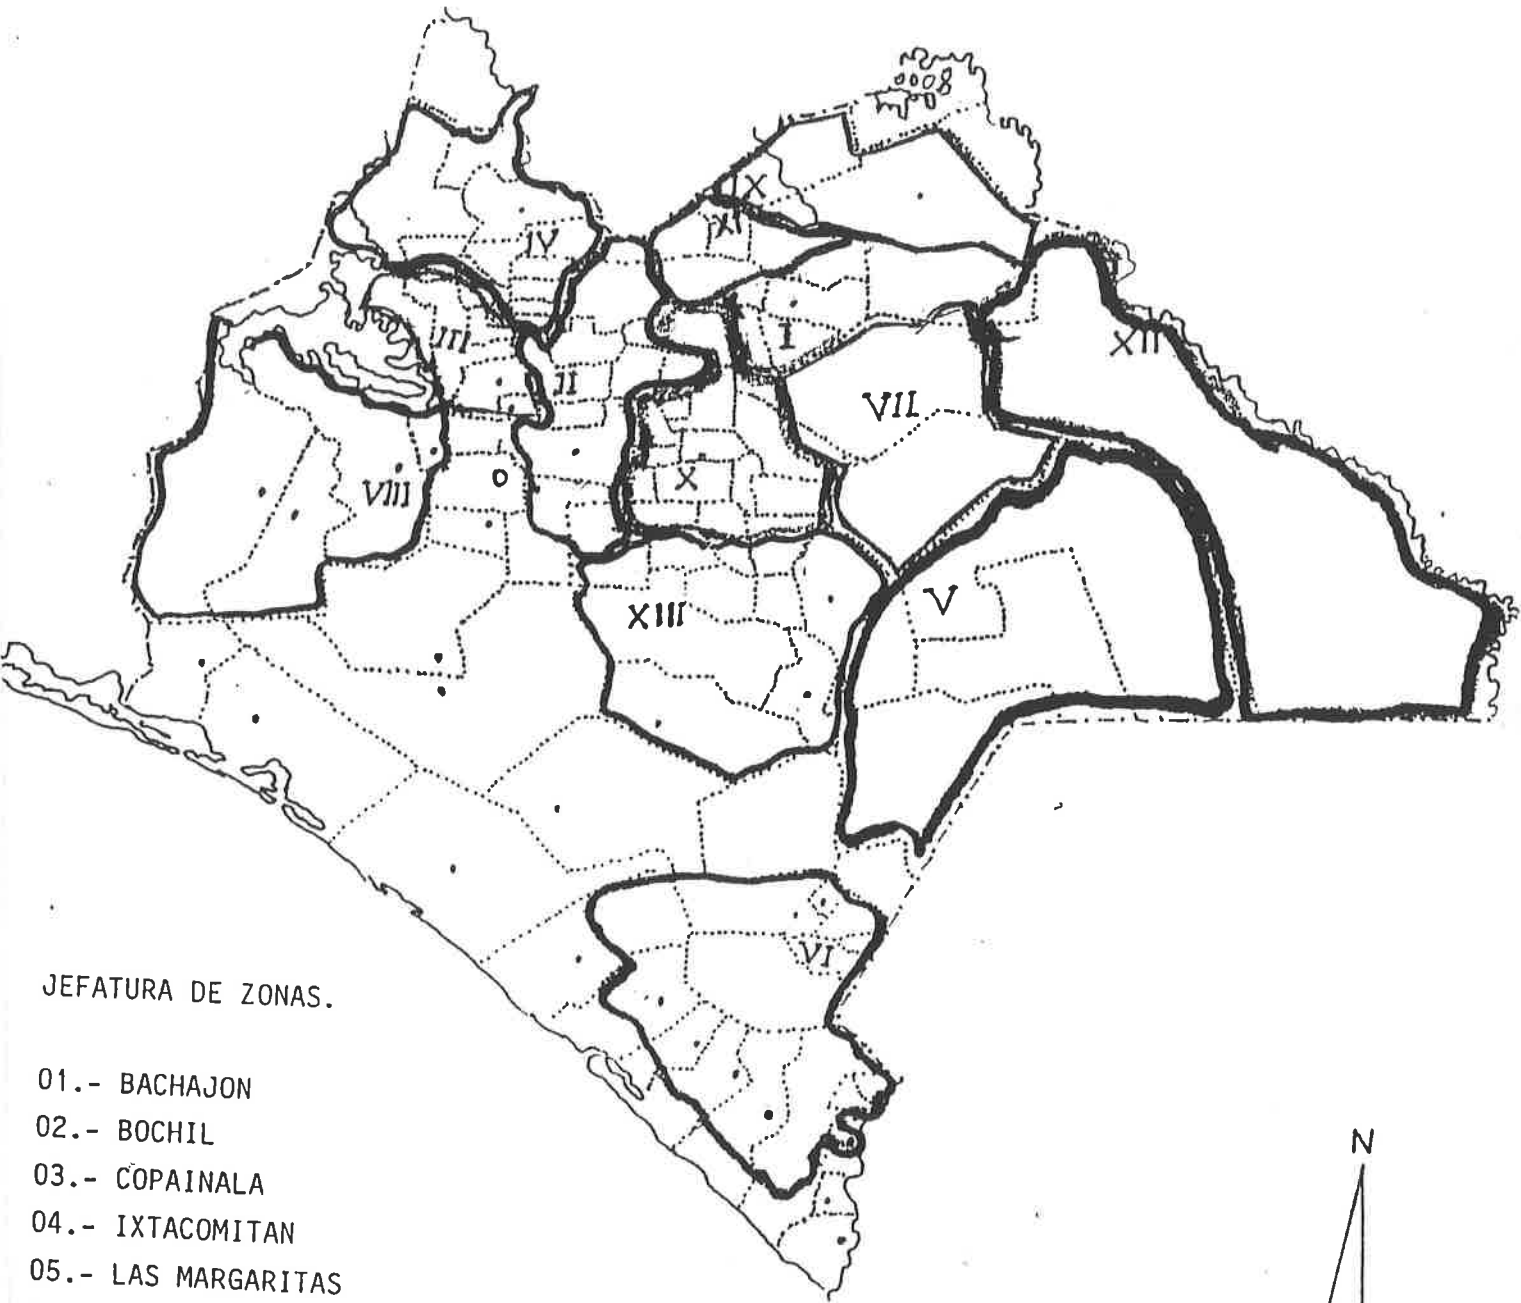 IX
XI
IV
III
I
II
XII
VII
X
VIII
V
XIII
VI
JEFATURA DE ZONAS.
01.- BACHAJON
02.- BOCHIL
03.- COPAINALA
04.- IXTACOMITAN
05.- LAS MARGARITAS
N